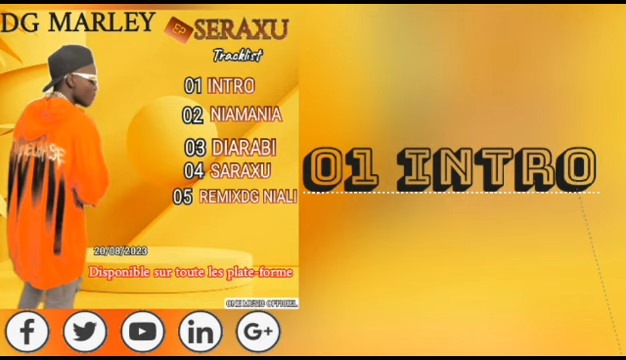 DG MARLEY
EP
SERAXU
Tracklist
01 INTRO
02 NIAMANIA
03 DIARABI
04 SARAXU
05 REMIXDG NIALI
20/08/2023
Disponible sur toute les plate-forme
01 INTRO